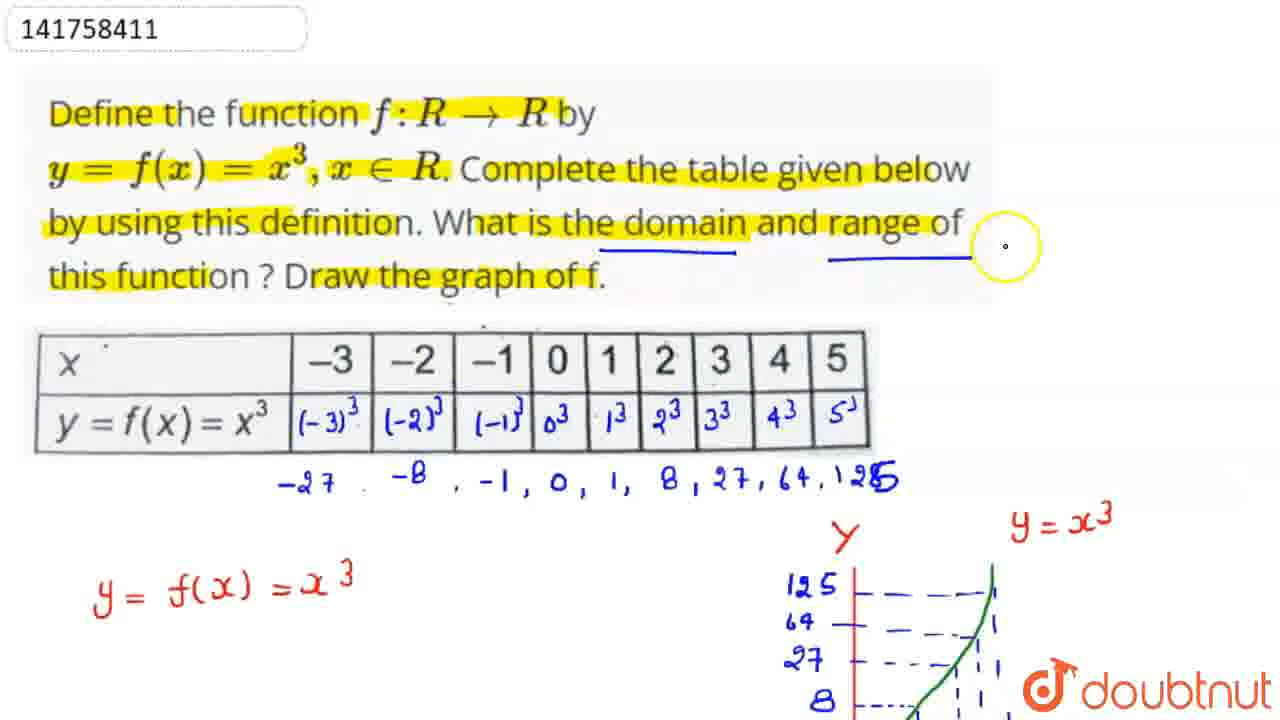 141758411
Define the function f : R → R by
y = f(x) = x³, x ∈ R. Complete the table given below
by using this definition. What is the domain and range of
this function ? Draw the graph of f.
x –3 –2 –1 0 1 2 3 4 5
y = f(x) = x³ (-3)³ (-2)³ (-1)³ 0³ 1³ 2³ 3³ 4³ 5³
-27 . -8 , -1 , 0 , 1 , 8 , 27 , 64 , 125
y = x³
Y
y = f(x) = x³
125
64
27
8
doubtnut